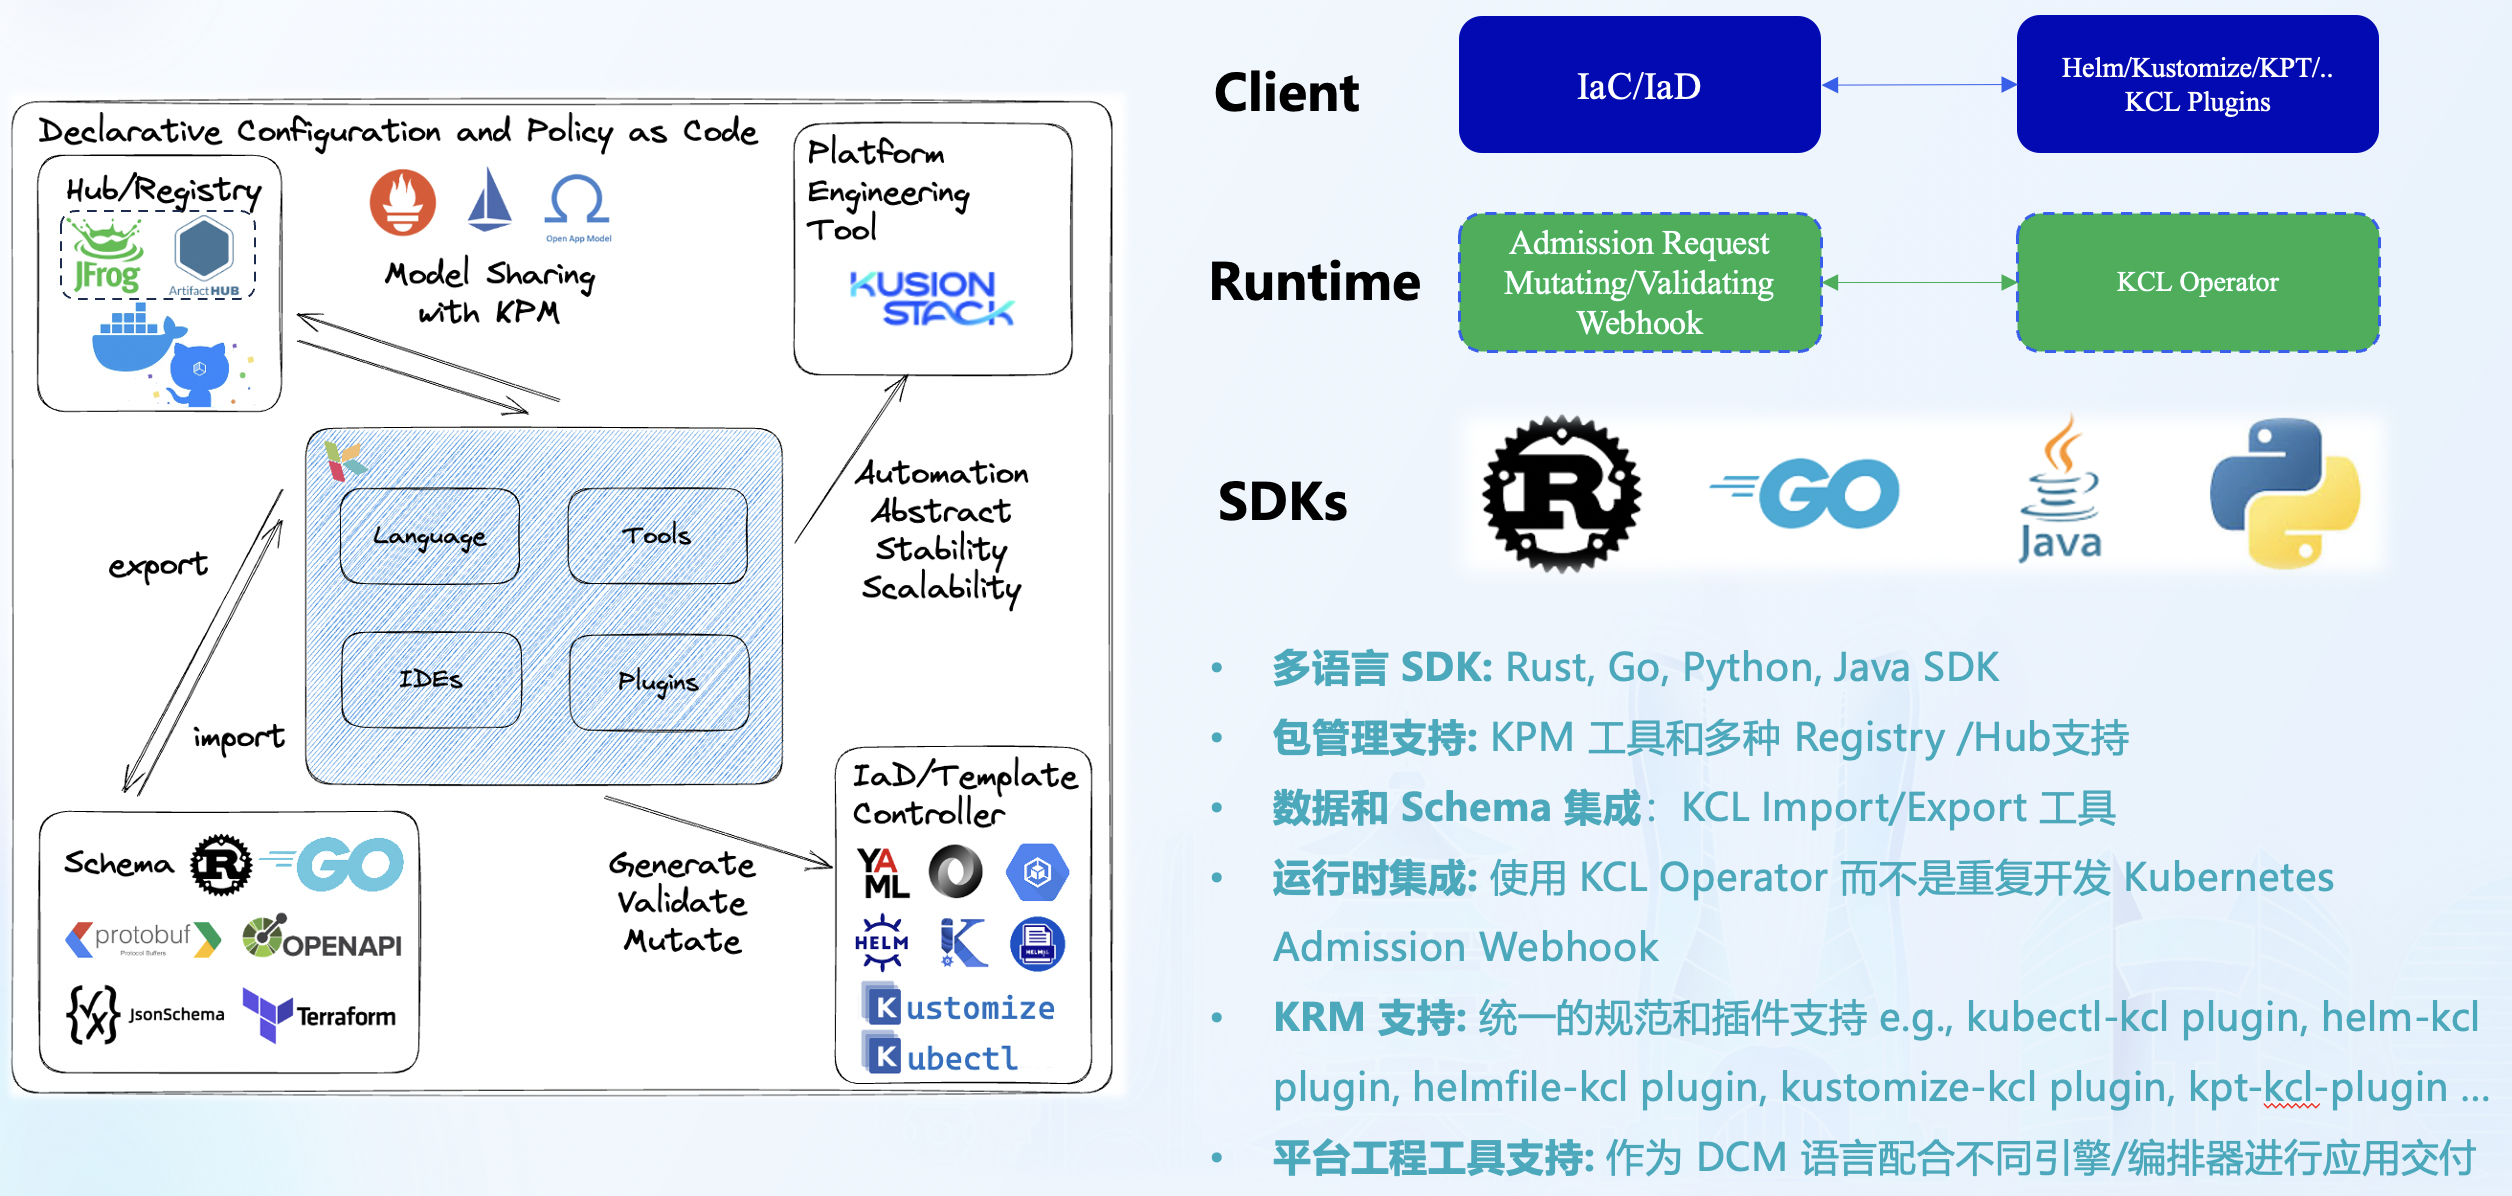 Declarative Configuration and Policy as Code
Hub/Registry
JFrog
Artifact HUB
Open App Model
Model Sharing
with KPM
Platform
Engineering
Tool
KUSION
STACK
Language
Tools
IDEs
Plugins
Automation
Abstract
Stability
Scalability
export
import
Schema
GO
protobuf
Protocol Buffers
OPENAPI
JsonSchema
Terraform
Generate
Validate
Mutate
IaD/Template
Controller
YAML
HELM
HELM
Kustomize
Kubectl
Client
IaC/IaD
Helm/Kustomize/KPT/..
KCL Plugins
Runtime
Admission Request
Mutating/Validating
Webhook
KCL Operator
SDKs
R
GO
Java
• 多语言 SDK: Rust, Go, Python, Java SDK
• 包管理支持: KPM 工具和多种 Registry /Hub支持
• 数据和 Schema 集成：KCL Import/Export 工具
• 运行时集成: 使用 KCL Operator 而不是重复开发 Kubernetes
Admission Webhook
• KRM 支持: 统一的规范和插件支持 e.g., kubectl-kcl plugin, helm-kcl
plugin, helmfile-kcl plugin, kustomize-kcl plugin, kpt-kcl-plugin ...
• 平台工程工具支持: 作为 DCM 语言配合不同引擎/编排器进行应用交付